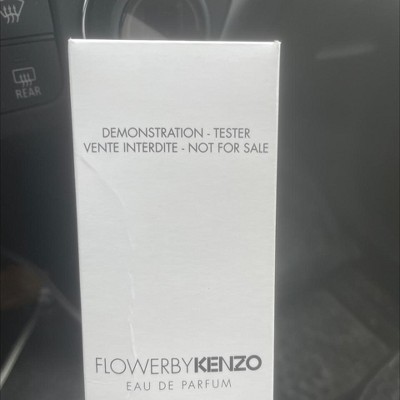 REAR
DEMONSTRATION - TESTER
VENTE INTERDITE - NOT FOR SALE
FLOWERBYKENZO
EAU DE PARFUM